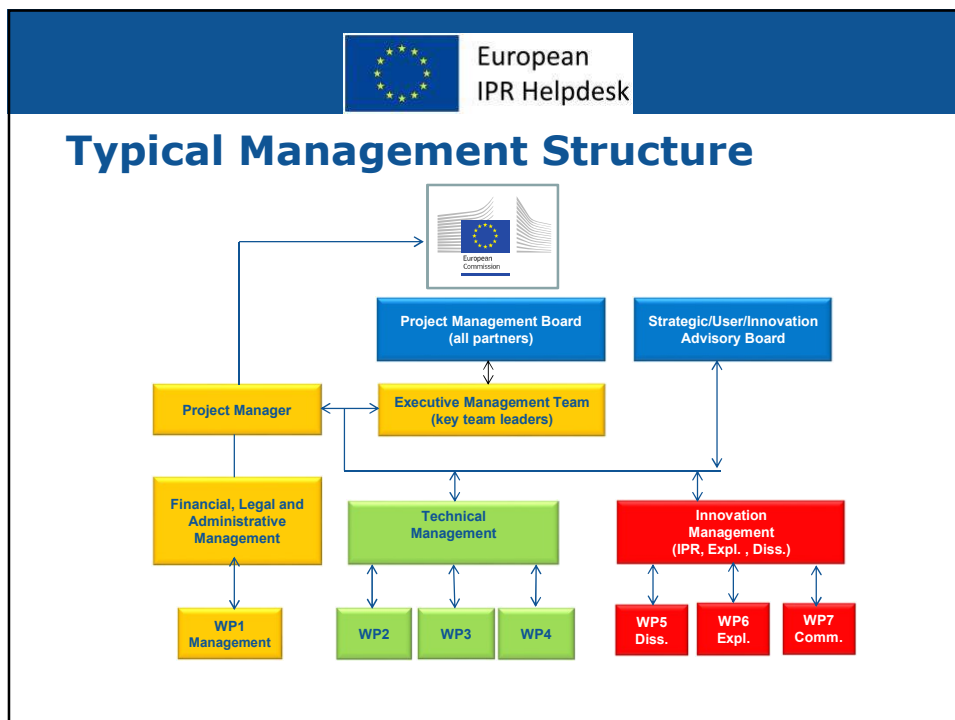 European
IPR Helpdesk
Typical Management Structure
European
Commission
Project Management Board
(all partners)
Strategic/User/Innovation
Advisory Board
Project Manager
Executive Management Team
(key team leaders)
Financial, Legal and
Administrative
Management
Technical
Management
Innovation
Management
(IPR, Expl. , Diss.)
WP1
Management
WP2
WP3
WP4
WP5
Diss.
WP6
Expl.
WP7
Comm.